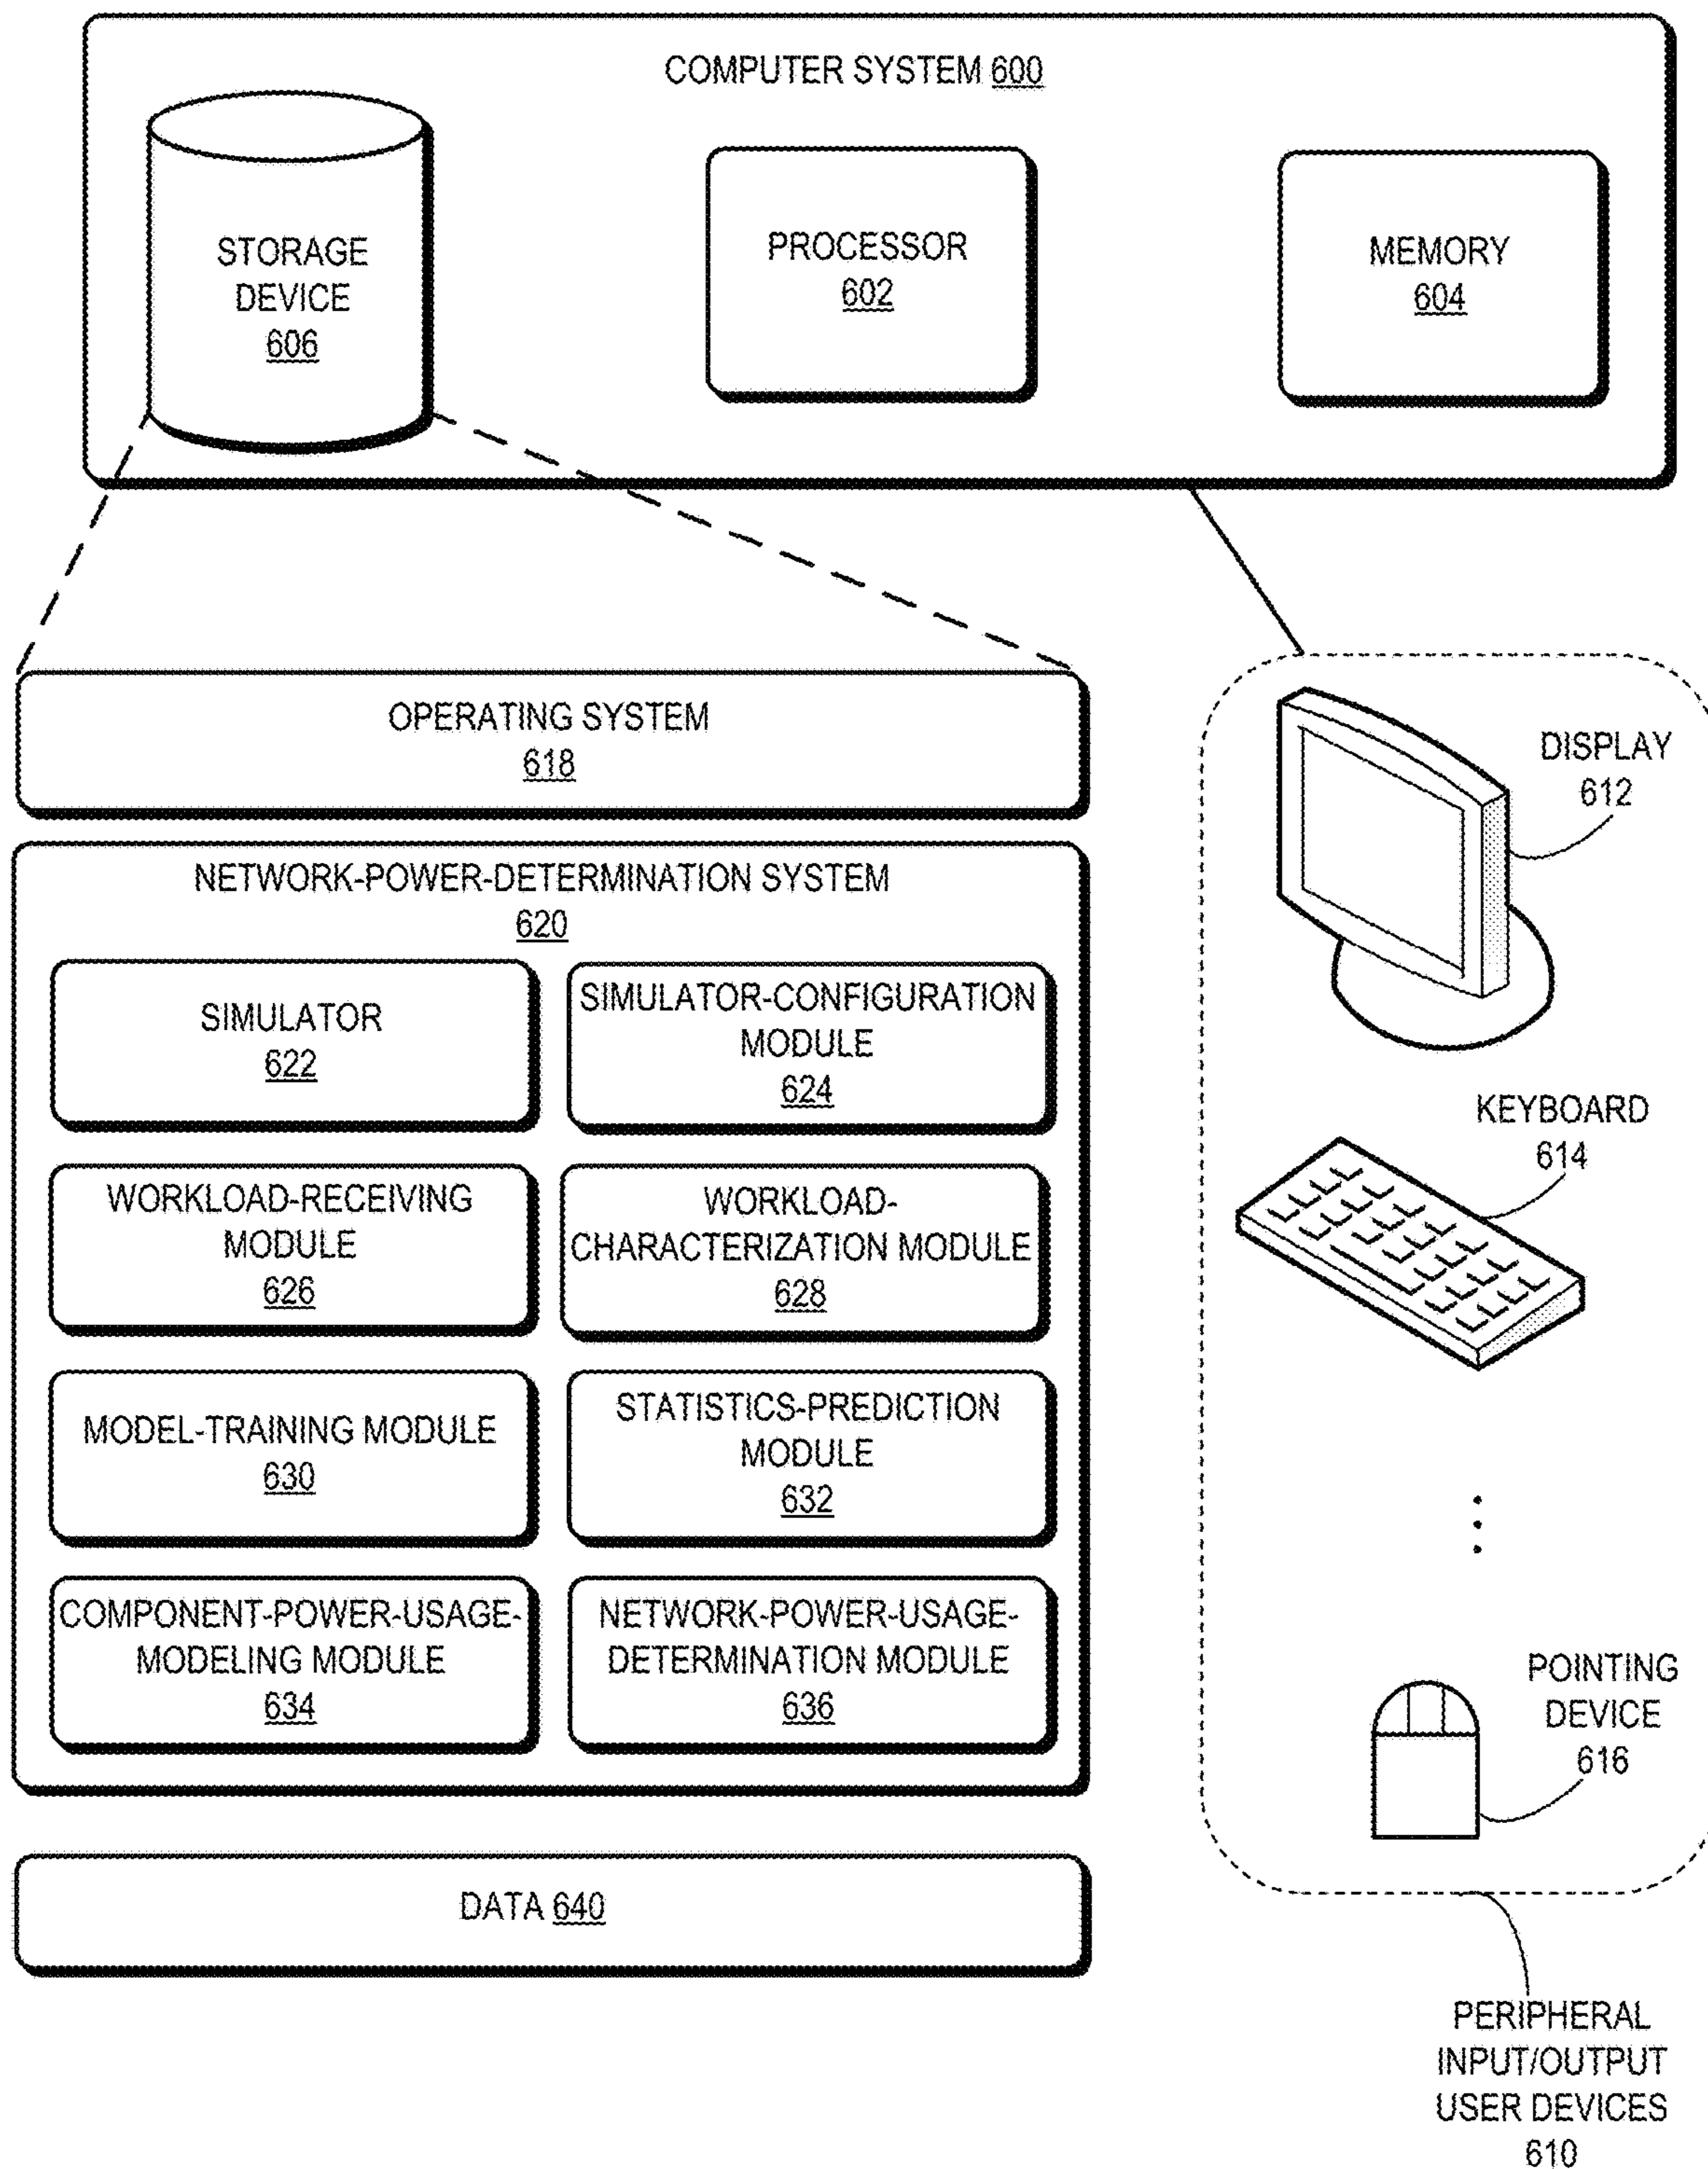 COMPUTER SYSTEM 600
STORAGE
DEVICE
606
PROCESSOR
602
MEMORY
604
OPERATING SYSTEM
618
NETWORK-POWER-DETERMINATION SYSTEM
620
SIMULATOR
622
SIMULATOR-CONFIGURATION
MODULE
624
WORKLOAD-RECEIVING
MODULE
626
WORKLOAD-
CHARACTERIZATION MODULE
628
MODEL-TRAINING MODULE
630
STATISTICS-PREDICTION
MODULE
632
COMPONENT-POWER-USAGE-
MODELING MODULE
634
NETWORK-POWER-USAGE-
DETERMINATION MODULE
636
DATA 640
DISPLAY
612
KEYBOARD
614
POINTING
DEVICE
616
PERIPHERAL
INPUT/OUTPUT
USER DEVICES
610